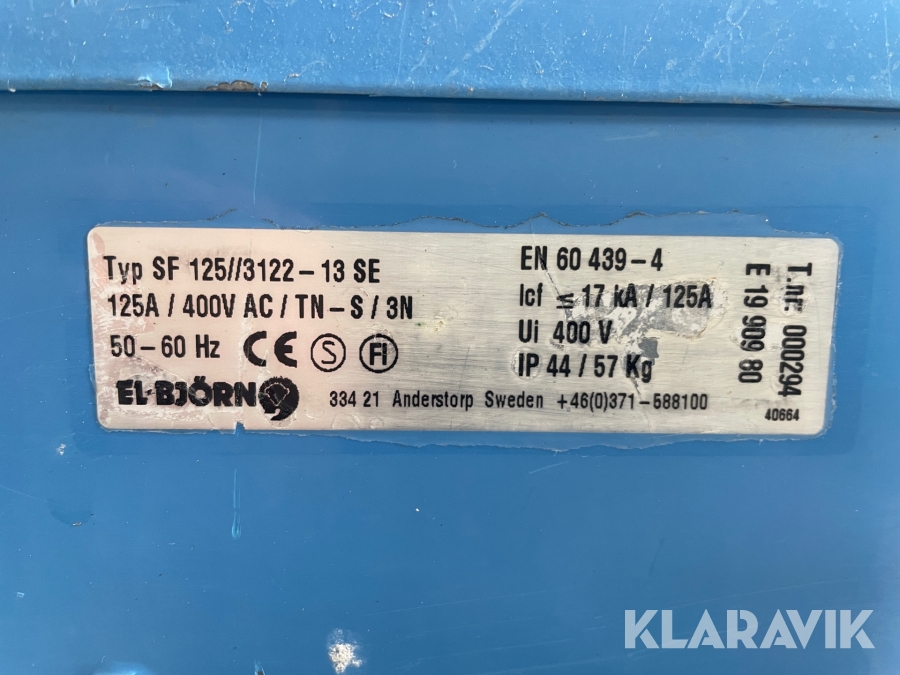 Typ SF 125//3122-13 SE
125A / 400V AC / TN-S / 3N
50-60 Hz CE S FI
EL-BJÖRN
EN 60 439-4
Icf ≤ 17 kA / 125A
Ui 400 V
IP 44 / 57 Kg
334 21 Anderstorp Sweden +46(0)371-588100
T.nr. 000294
E 19 909 80
40664
KLARAVIK